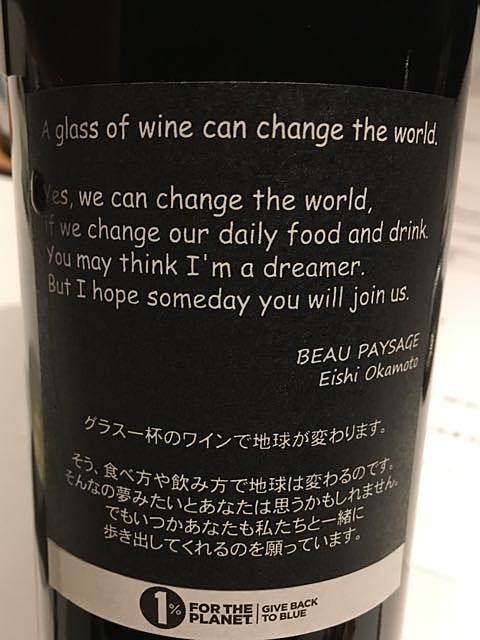 A glass of wine can change the world.
Yes, we can change the world,
if we change our daily food and drink.
You may think I'm a dreamer.
But I hope someday you will join us.
BEAU PAYSAGE
Eishi Okamoto
グラス一杯のワインで地球が変わります。
そう、食べ方や飲み方で地球は変わるのです。
そんなの夢みたいとあなたは思うかもしれません。
でもいつかあなたも私たちと一緒に
歩き出してくれるのを願っています。
1% FOR THE PLANET | GIVE BACK TO BLUE